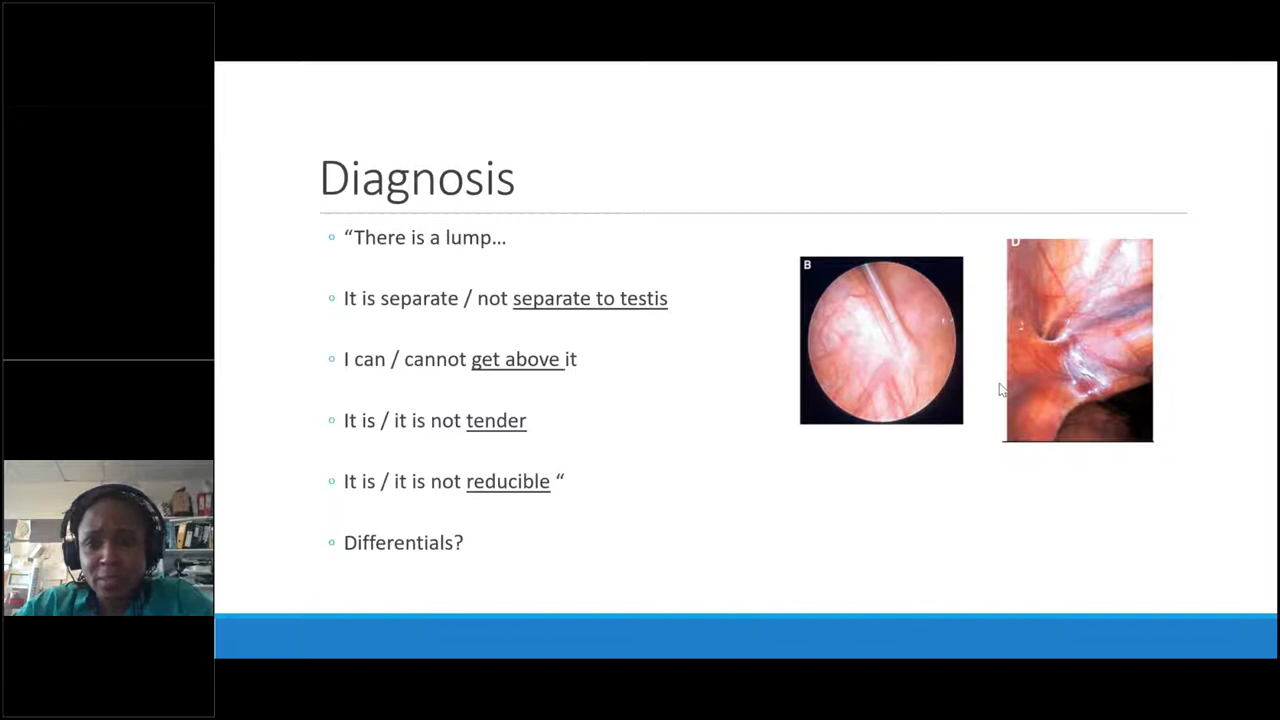 Diagnosis
“There is a lump...
It is separate / not separate to testis
I can / cannot get above it
It is / it is not tender
It is / it is not reducible “
Differentials?
B
D